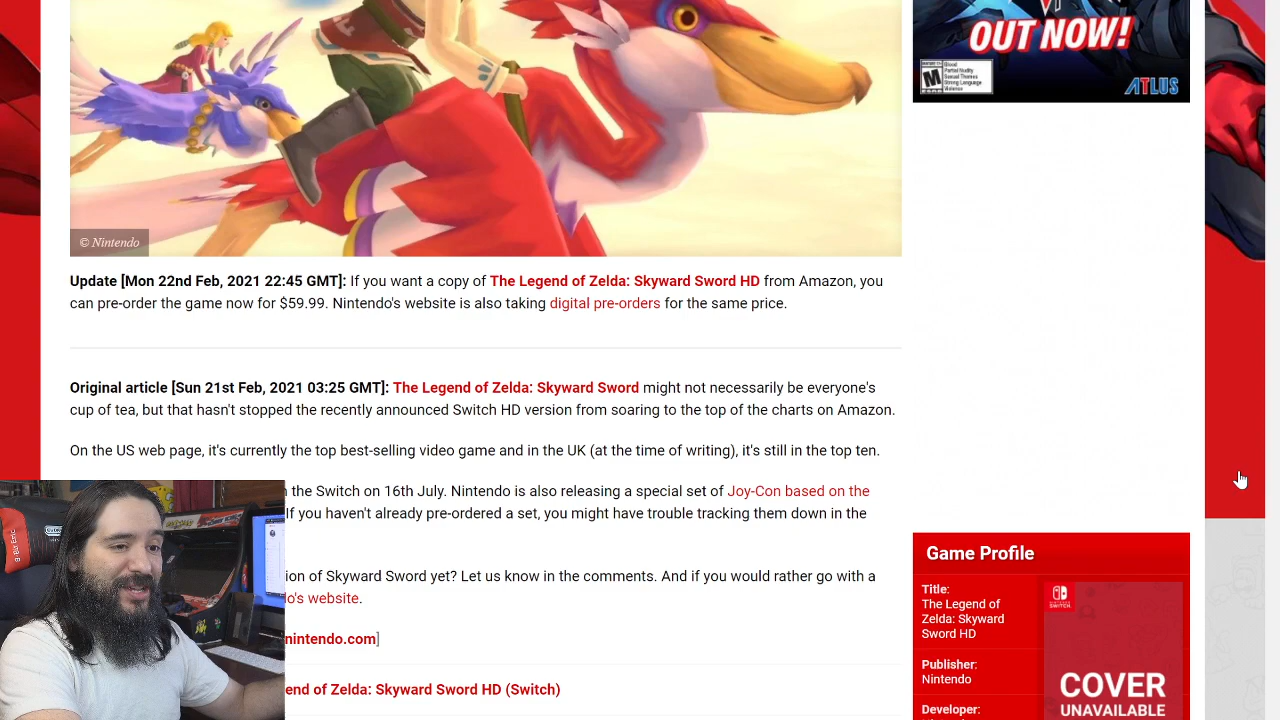 OUT NOW!
M
Blood
Partial Nudity
Sexual Themes
Strong Language
Violence
ATLUS
© Nintendo
Update [Mon 22nd Feb, 2021 22:45 GMT]: If you want a copy of The Legend of Zelda: Skyward Sword HD from Amazon, you
can pre-order the game now for $59.99. Nintendo's website is also taking digital pre-orders for the same price.
Original article [Sun 21st Feb, 2021 03:25 GMT]: The Legend of Zelda: Skyward Sword might not necessarily be everyone's
cup of tea, but that hasn't stopped the recently announced Switch HD version from soaring to the top of the charts on Amazon.
On the US web page, it's currently the top best-selling video game and in the UK (at the time of writing), it's still in the top ten.
the Switch on 16th July. Nintendo is also releasing a special set of Joy-Con based on the
If you haven't already pre-ordered a set, you might have trouble tracking them down in the
ion of Skyward Sword yet? Let us know in the comments. And if you would rather go with a
o's website.
nintendo.com]
end of Zelda: Skyward Sword HD (Switch)
Game Profile
Title:
The Legend of
Zelda: Skyward
Sword HD
Publisher:
Nintendo
Developer:
COVER
UNAVAILABLE